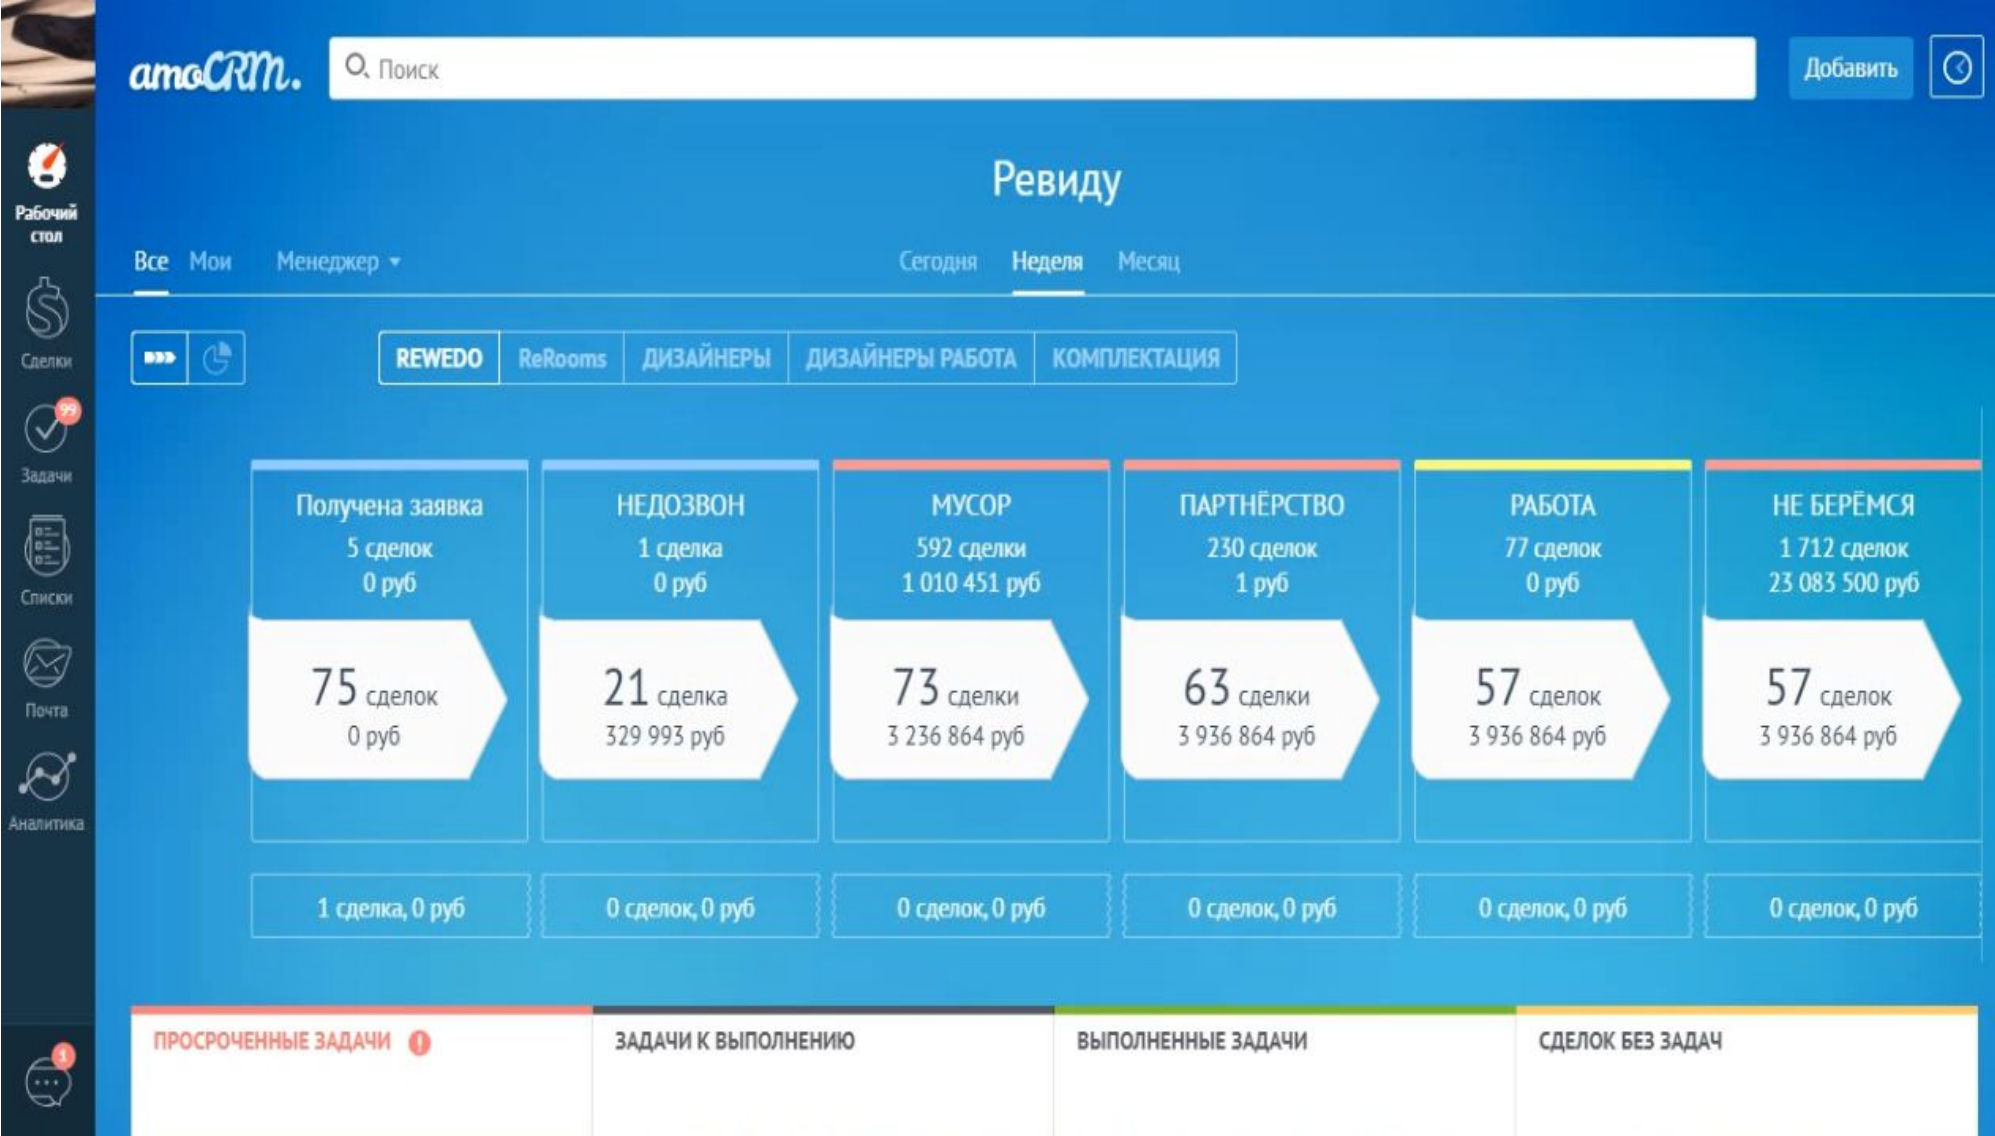 amoCRM.
Поиск
Добавить
Ревиду
Рабочий
стол
Все Мои Менеджер
Сегодня Неделя Месяц
Сделки
REWEDO ReRooms ДИЗАЙНЕРЫ ДИЗАЙНЕРЫ РАБОТА КОМПЛЕКТАЦИЯ
99
Задачи
Списки
Почта
Аналитика
1
Получена заявка
5 сделок
0 руб
75 сделок
0 руб
1 сделка, 0 руб
НЕДОЗВОН
1 сделка
0 руб
21 сделка
329 993 руб
0 сделок, 0 руб
МУСОР
592 сделки
1 010 451 руб
73 сделки
3 236 864 руб
0 сделок, 0 руб
ПАРТНЁРСТВО
230 сделок
1 руб
63 сделки
3 936 864 руб
0 сделок, 0 руб
РАБОТА
77 сделок
0 руб
57 сделок
3 936 864 руб
0 сделок, 0 руб
НЕ БЕРЁМСЯ
1 712 сделок
23 083 500 руб
57 сделок
3 936 864 руб
0 сделок, 0 руб
ПРОСРОЧЕННЫЕ ЗАДАЧИ !
ЗАДАЧИ К ВЫПОЛНЕНИЮ
ВЫПОЛНЕННЫЕ ЗАДАЧИ
СДЕЛОК БЕЗ ЗАДАЧ